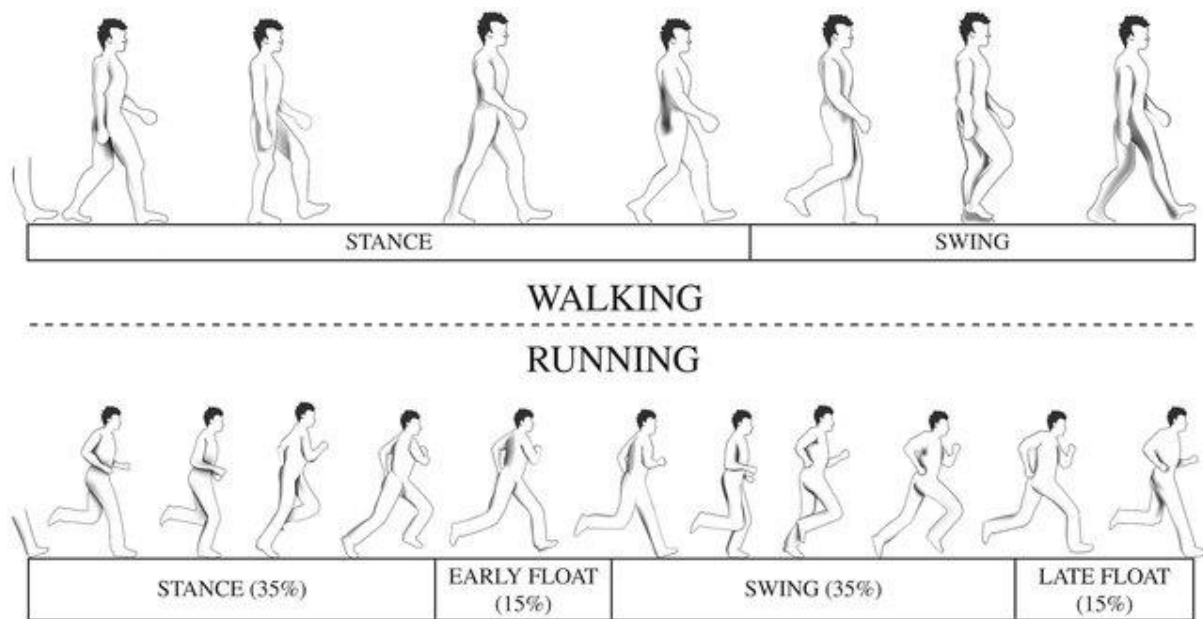 STANCE
SWING
WALKING
RUNNING
STANCE (35%)
EARLY FLOAT
(15%)
SWING (35%)
LATE FLOAT
(15%)